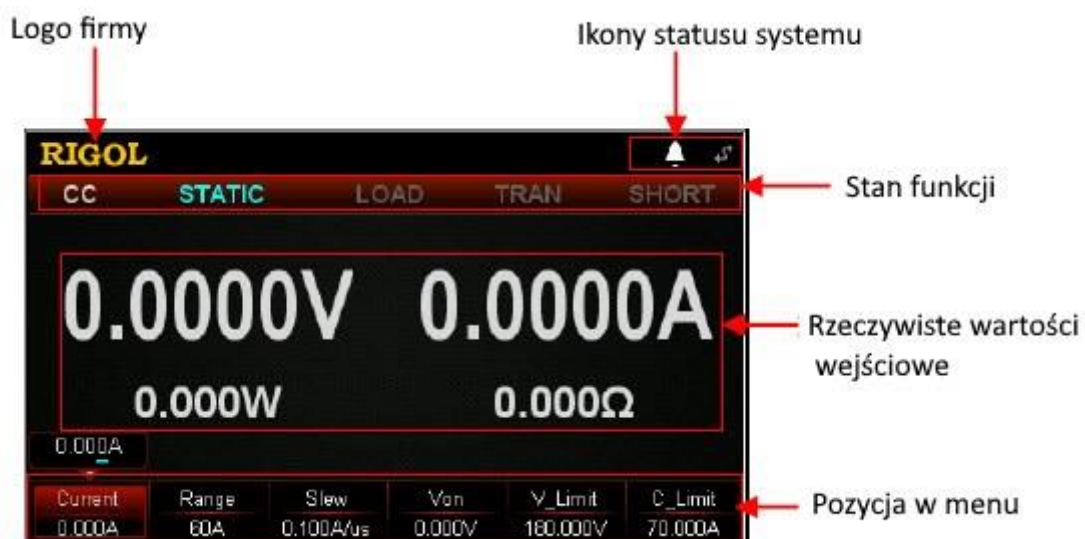 Logo firmy
Ikony statusu systemu
RIGOL
CC STATIC LOAD TRAN SHORT
Stan funkcji
0.0000V 0.0000A
Rzeczywiste wartości
wejściowe
0.000W 0.000Ω
0.000A
Current Range Slew Von V_Limit C_Limit
0.000A 60A 0.100A/us 0.000V 180.000V 70.000A
Pozycja w menu